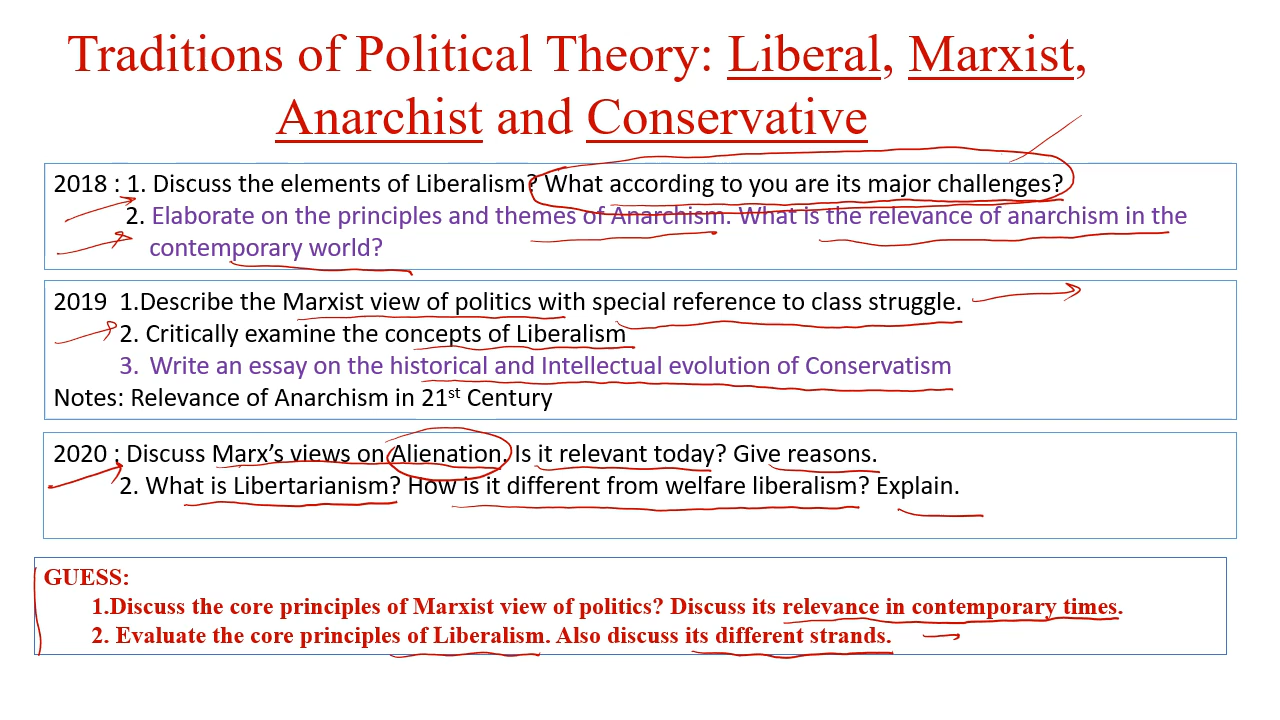 Traditions of Political Theory: Liberal, Marxist,
Anarchist and Conservative
2018 : 1. Discuss the elements of Liberalism? What according to you are its major challenges?
2. Elaborate on the principles and themes of Anarchism. What is the relevance of anarchism in the
contemporary world?
2019 1.Describe the Marxist view of politics with special reference to class struggle.
2. Critically examine the concepts of Liberalism
3. Write an essay on the historical and Intellectual evolution of Conservatism
Notes: Relevance of Anarchism in 21st Century
2020 : Discuss Marx’s views on Alienation. Is it relevant today? Give reasons.
2. What is Libertarianism? How is it different from welfare liberalism? Explain.
GUESS:
1.Discuss the core principles of Marxist view of politics? Discuss its relevance in contemporary times.
2. Evaluate the core principles of Liberalism. Also discuss its different strands.